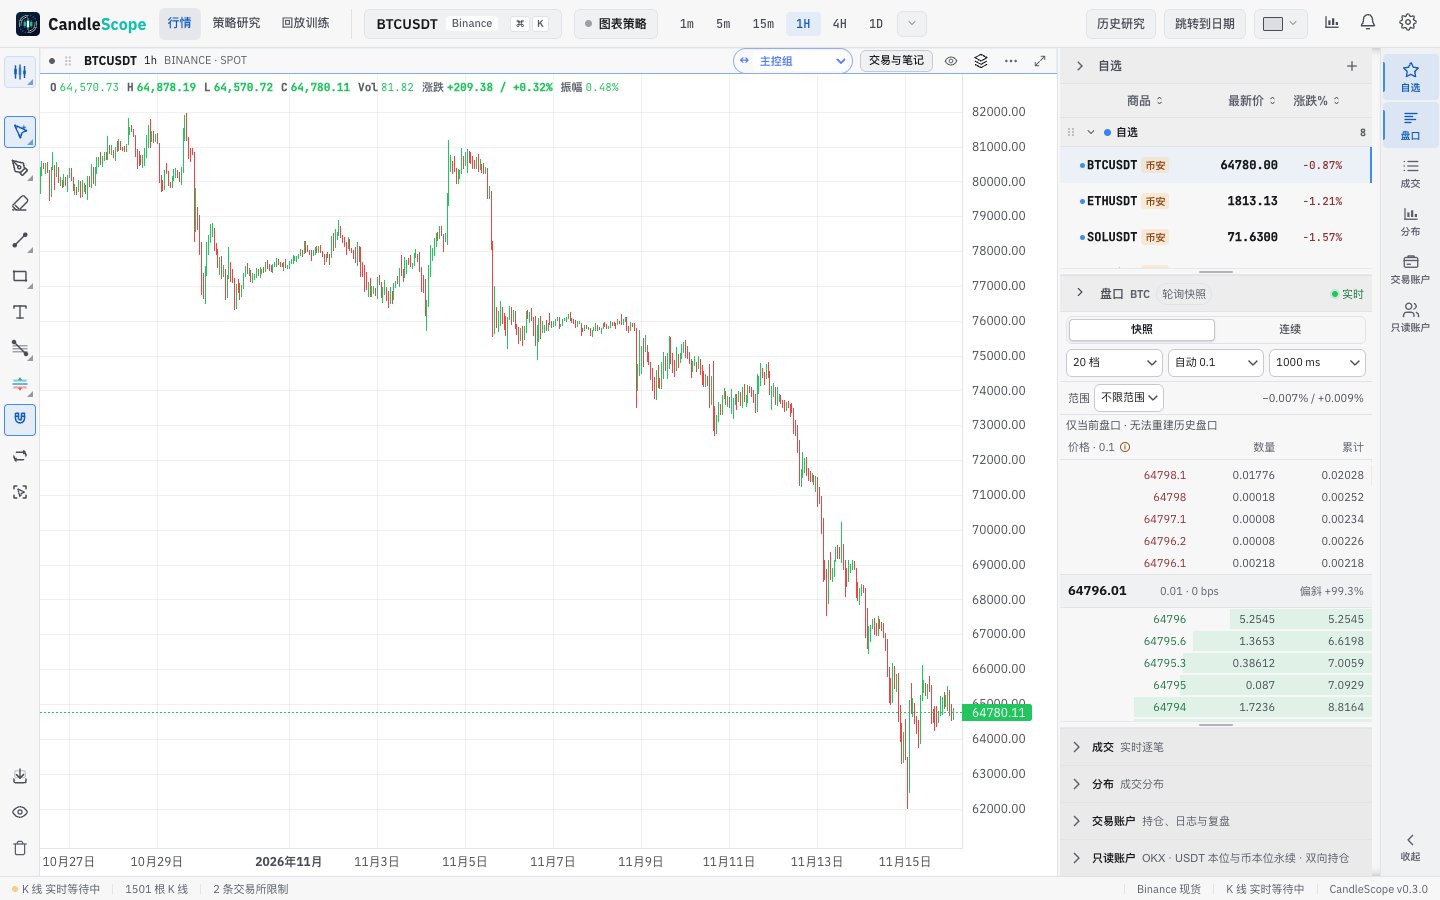 CandleScope 行情 策略研究 回放训练 BTCUSDT Binance ⌘ K 图表策略 1m 5m 15m 1H 4H 1D 历史研究 跳转到日期
BTCUSDT 1h BINANCE · SPOT 主控组 交易与笔记
O 64,570.73 H 64,878.19 L 64,570.72 C 64,780.11 Vol 81.82 涨跌 +209.38 / +0.32% 振幅 0.48%
82000.00
81000.00
80000.00
79000.00
78000.00
77000.00
76000.00
75000.00
74000.00
73000.00
72000.00
71000.00
70000.00
69000.00
68000.00
67000.00
66000.00
64780.11
64000.00
63000.00
62000.00
10月27日 10月29日 2026年11月 11月3日 11月5日 11月7日 11月9日 11月11日 11月13日 11月15日
自选
商品 最新价 涨跌%
自选 8
BTCUSDT 币安 64780.00 -0.87%
ETHUSDT 币安 1813.13 -1.21%
SOLUSDT 币安 71.6300 -1.57%
盘口 BTC 轮询快照 实时
快照 连续
20 档 自动 0.1 1000 ms
范围 不限范围 −0.007% / +0.009%
仅当前盘口 · 无法重建历史盘口
价格 · 0.1 数量 累计
64798.1 0.01776 0.02028
64798 0.00018 0.00252
64797.1 0.00008 0.00234
64796.2 0.00008 0.00226
64796.1 0.00218 0.00218
64796.01 0.01 · 0 bps 偏斜 +99.3%
64796 5.2545 5.2545
64795.6 1.3653 6.6198
64795.3 0.38612 7.0059
64795 0.087 7.0929
64794 1.7236 8.8164
成交 实时逐笔
分布 成交分布
交易账户 持仓、日志与复盘
只读账户 OKX · USDT 本位与币本位永续 · 双向持仓
自选
盘口
成交
分布
交易账户
只读账户
收起
K 线 实时等待中 1501 根 K 线 2 条交易所限制 Binance 现货 K 线 实时等待中 CandleScope v0.3.0